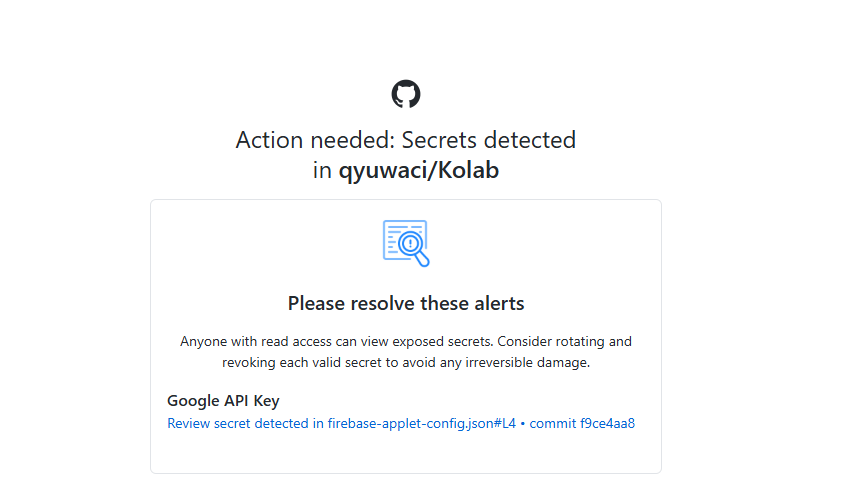 Action needed: Secrets detected
in qyuwaci/Kolab
Please resolve these alerts
Anyone with read access can view exposed secrets. Consider rotating and
revoking each valid secret to avoid any irreversible damage.
Google API Key
Review secret detected in firebase-applet-config.json#L4 • commit f9ce4aa8